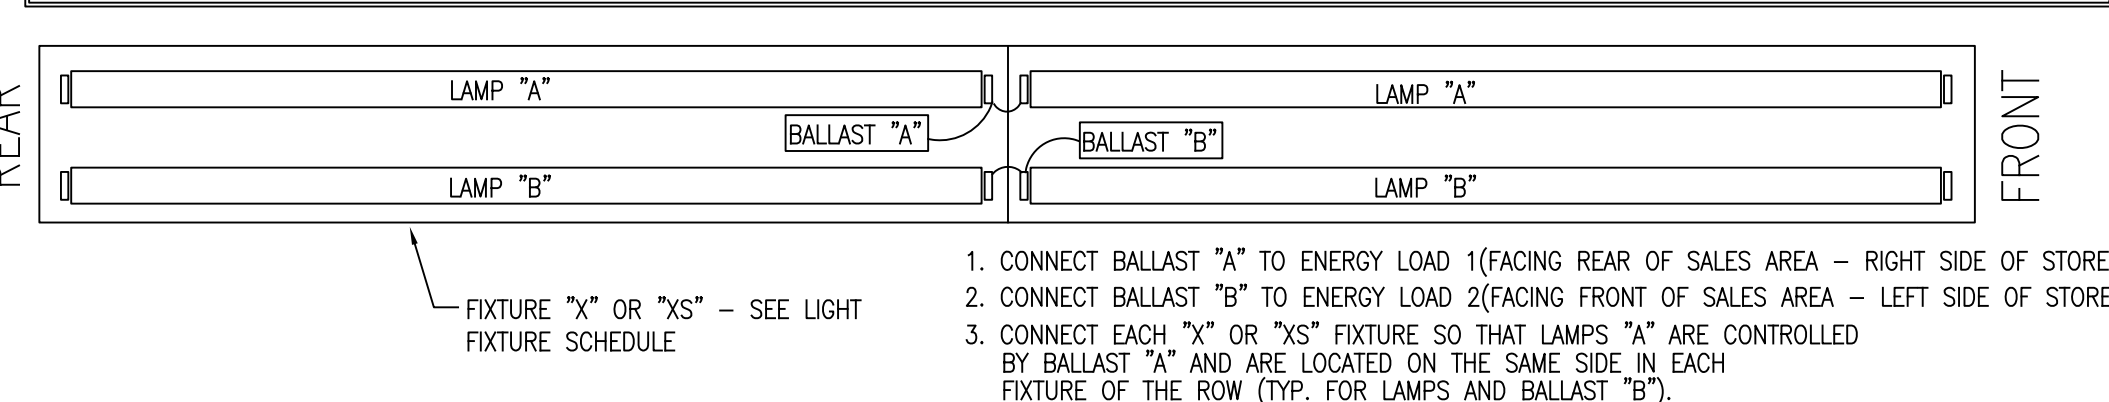 REAR
LAMP "A"
LAMP "A"
FRONT
BALLAST "A"
BALLAST "B"
LAMP "B"
LAMP "B"
FIXTURE "X" OR "XS" – SEE LIGHT
FIXTURE SCHEDULE
1. CONNECT BALLAST "A" TO ENERGY LOAD 1(FACING REAR OF SALES AREA – RIGHT SIDE OF STORE
2. CONNECT BALLAST "B" TO ENERGY LOAD 2(FACING FRONT OF SALES AREA – LEFT SIDE OF STORE
3. CONNECT EACH "X" OR "XS" FIXTURE SO THAT LAMPS "A" ARE CONTROLLED
BY BALLAST "A" AND ARE LOCATED ON THE SAME SIDE IN EACH
FIXTURE OF THE ROW (TYP. FOR LAMPS AND BALLAST "B").